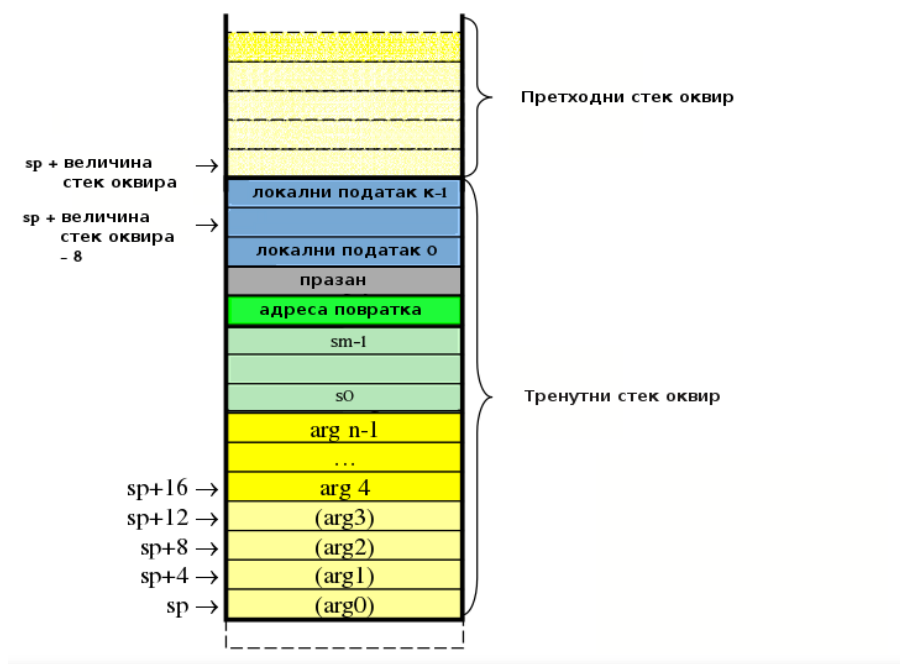 Претходни стек оквир
sp + величина
стек оквира
→
локални податак к-1
sp + величина
стек оквира
- 8
→
локални податак 0
празан
адреса повратка
sm-1
s0
Тренутни стек оквир
arg n-1
...
sp+16 →
arg 4
sp+12 →
(arg3)
sp+8 →
(arg2)
sp+4 →
(arg1)
sp →
(arg0)